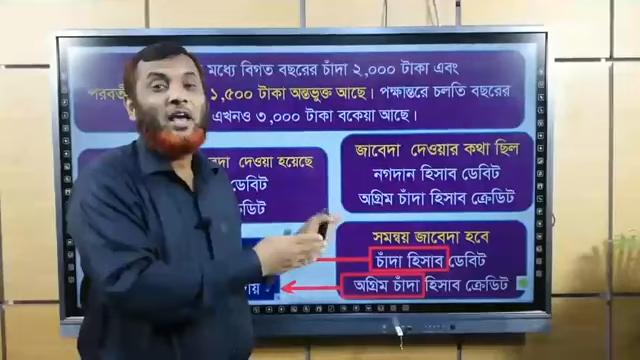 মধ্যে বিগত বছরের চাঁদা ২,০০০ টাকা এবং
১,৫০০ টাকা অন্তভুক্ত আছে। পক্ষান্তরে চলতি বছরের
এখনও ৩,০০০ টাকা বকেয়া আছে।
দেওয়া হয়েছে
ডেবিট
জাবেদা দেওয়ার কথা ছিল
নগদান হিসাব ডেবিট
অগ্রিম চাঁদা হিসাব ক্রেডিট
সমন্বয় জাবেদা হবে
চাঁদা হিসাব ডেবিট
অগ্রিম চাঁদা হিসাব ক্রেডিট